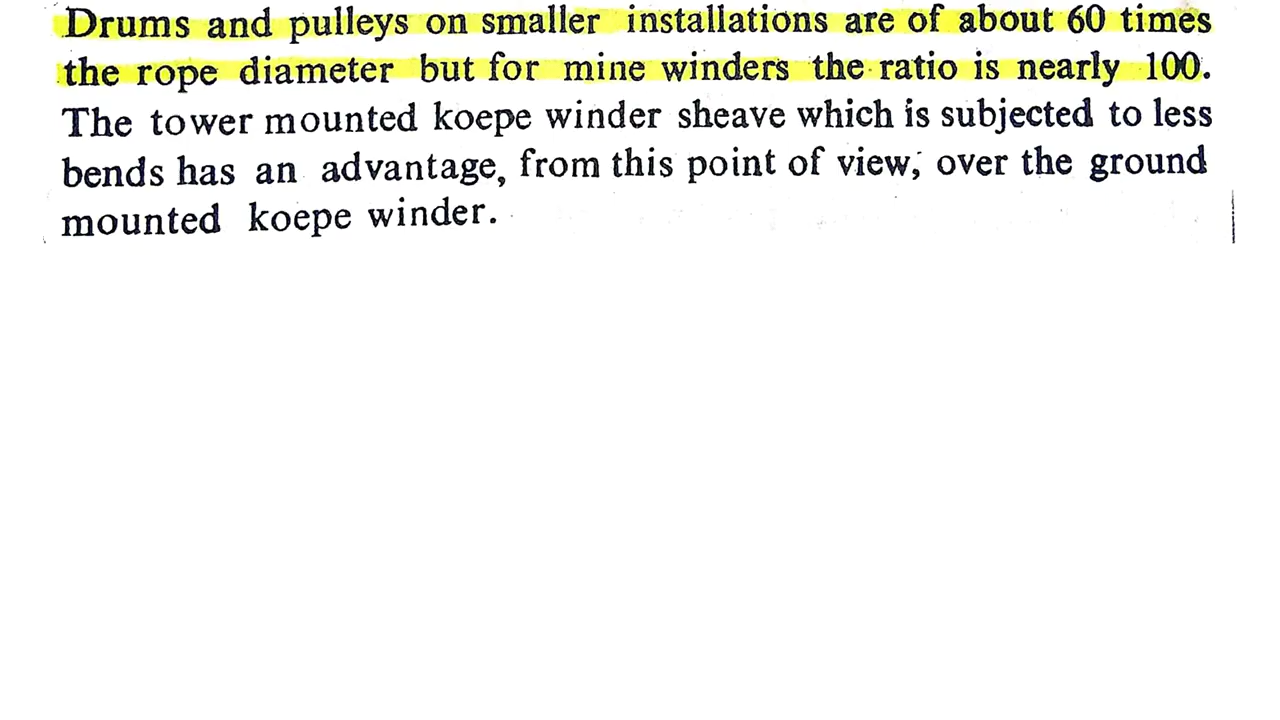 Drums and pulleys on smaller installations are of about 60 times
the rope diameter but for mine winders the ratio is nearly 100.
The tower mounted koepe winder sheave which is subjected to less
bends has an advantage, from this point of view, over the ground
mounted koepe winder.